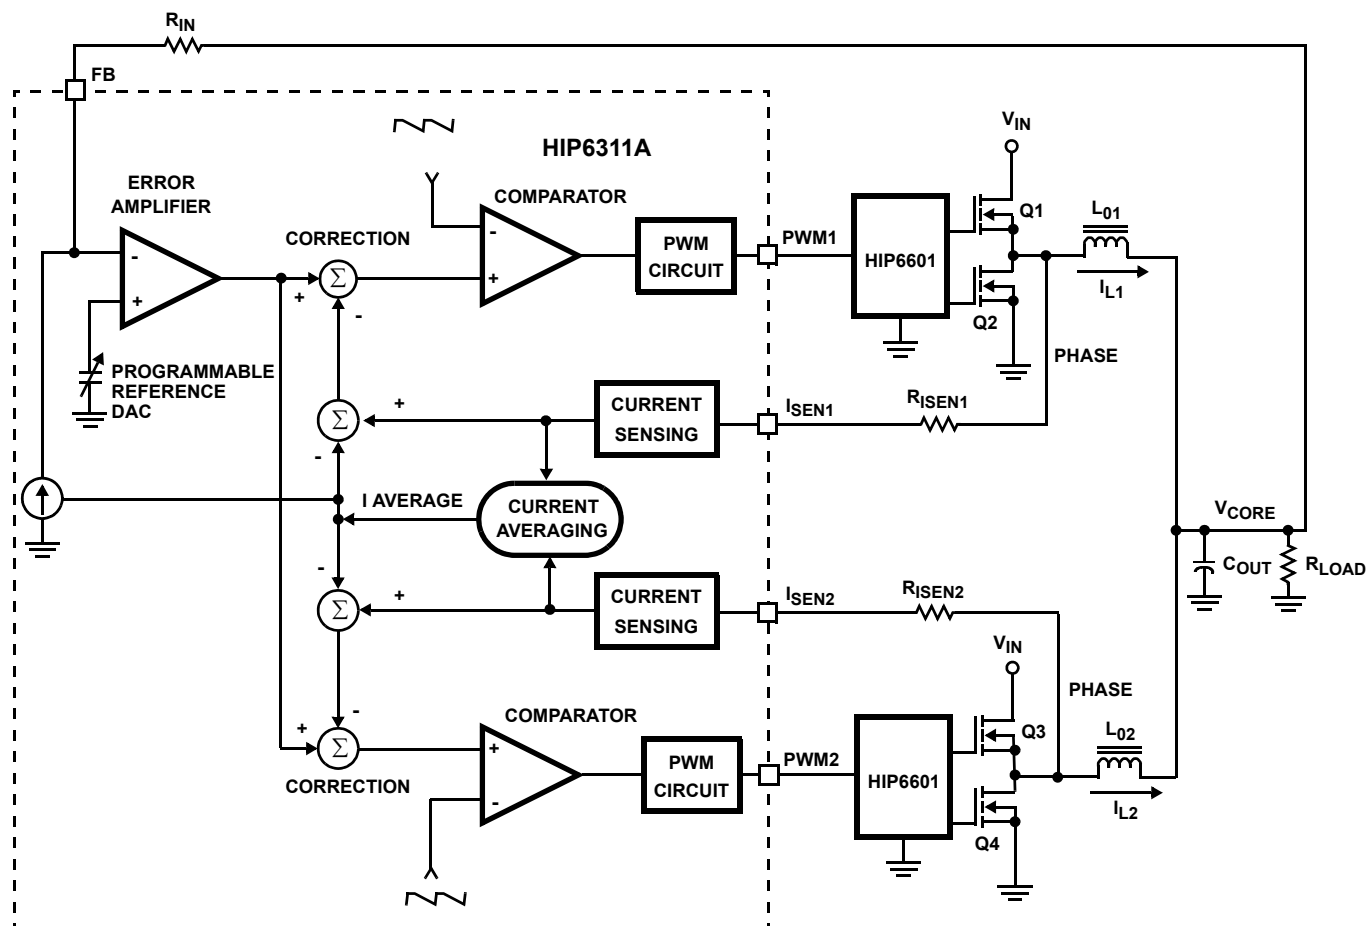 RIN
FB
HIP6311A
VIN
ERROR
AMPLIFIER
COMPARATOR
CORRECTION
-
+
Σ
+
-
-
+
PWM
CIRCUIT
PWM1
HIP6601
Q1
Q2
L01
IL1
PHASE
PROGRAMMABLE
REFERENCE
DAC
Σ
+
-
CURRENT
SENSING
ISEN1
RISEN1
I AVERAGE
CURRENT
AVERAGING
VCORE
COUT
RLOAD
-
Σ
+
CURRENT
SENSING
ISEN2
RISEN2
VIN
PHASE
-
+
Σ
CORRECTION
COMPARATOR
+
-
PWM
CIRCUIT
PWM2
HIP6601
Q3
Q4
L02
IL2